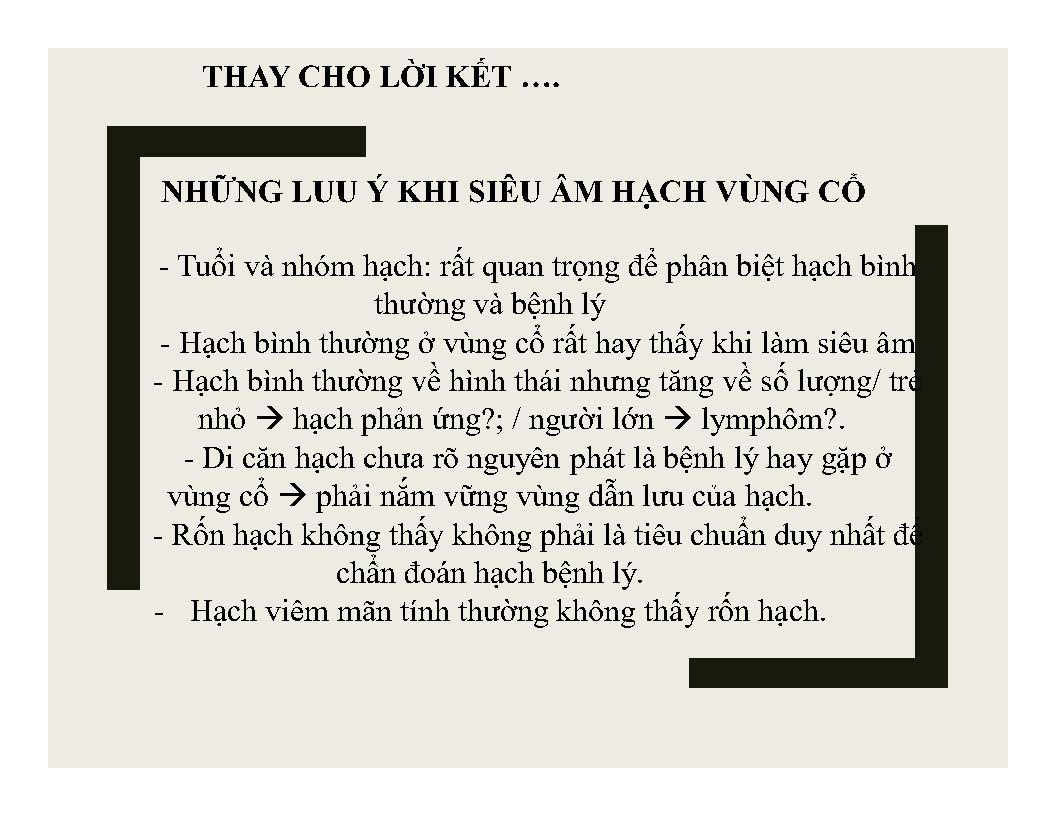 THAY CHO LỜI KẾT ….
NHỮNG LUU Ý KHI SIÊU ÂM HẠCH VÙNG CỔ
- Tuổi và nhóm hạch: rất quan trọng để phân biệt hạch bình
thường và bệnh lý
- Hạch bình thường ở vùng cổ rất hay thấy khi làm siêu âm
- Hạch bình thường về hình thái nhưng tăng về số lượng/ trẻ
nhỏ → hạch phản ứng?; / người lớn → lymphôm?.
- Di căn hạch chưa rõ nguyên phát là bệnh lý hay gặp ở
vùng cổ → phải nắm vững vùng dẫn lưu của hạch.
- Rốn hạch không thấy không phải là tiêu chuẩn duy nhất để
chẩn đoán hạch bệnh lý.
- Hạch viêm mãn tính thường không thấy rốn hạch.